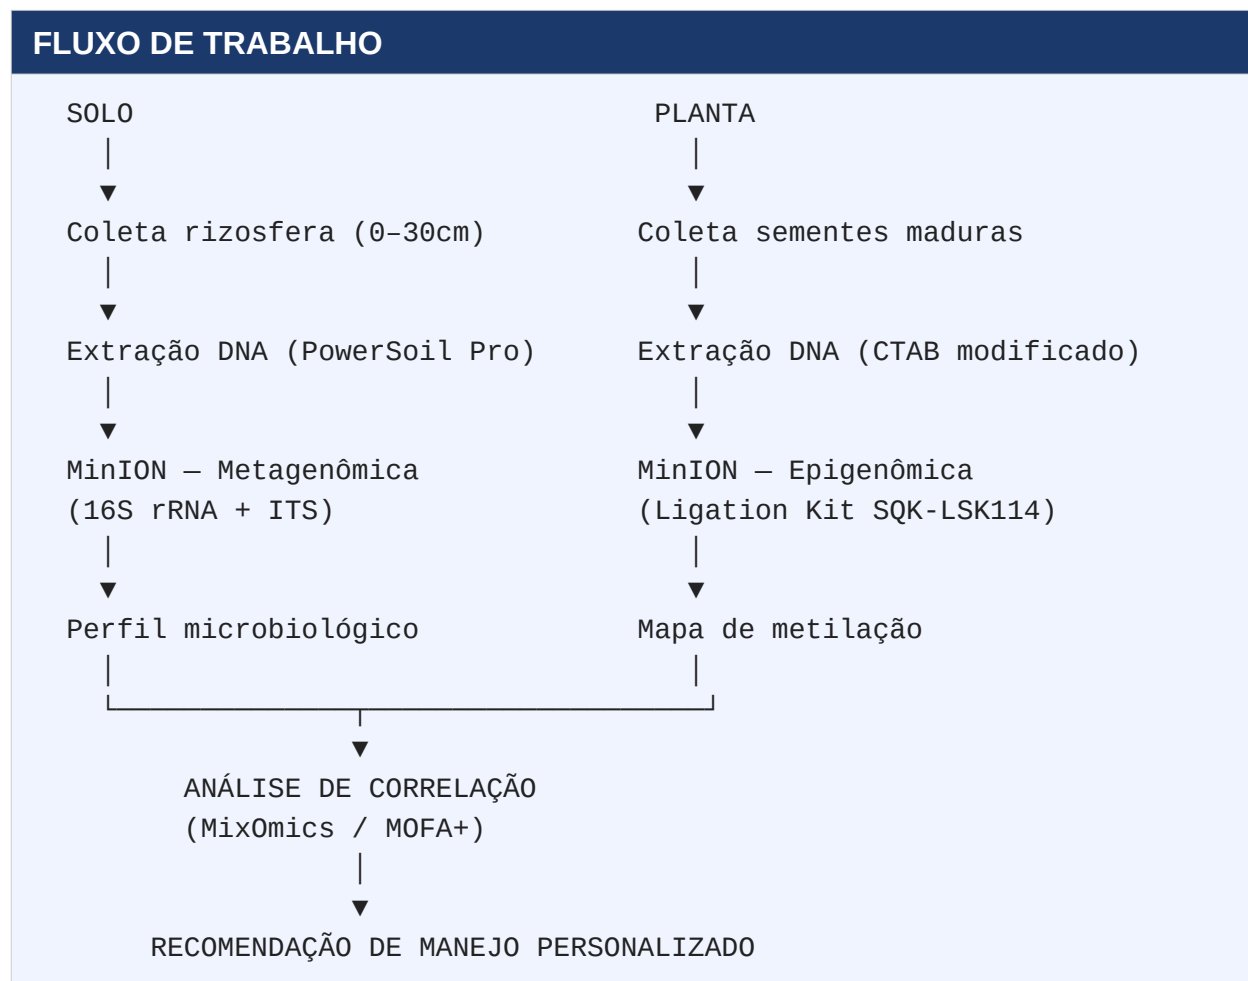 FLUXO DE TRABALHO
SOLO PLANTA
Coleta rizosfera (0–30cm) Coleta sementes maduras
Extração DNA (PowerSoil Pro) Extração DNA (CTAB modificado)
MinION — Metagenômica MinION — Epigenômica
(16S rRNA + ITS) (Ligation Kit SQK-LSK114)
Perfil microbiológico Mapa de metilação
ANÁLISE DE CORRELAÇÃO
(MixOmics / MOFA+)
RECOMENDAÇÃO DE MANEJO PERSONALIZADO